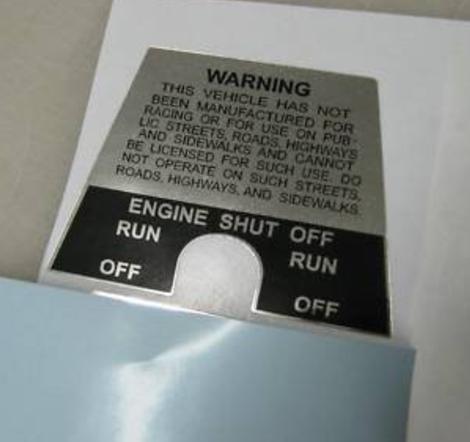 WARNING
THIS VEHICLE HAS NOT
BEEN MANUFACTURED FOR
RACING OR FOR USE ON PUB-
LIC STREETS, ROADS, HIGHWAYS
AND SIDEWALKS AND CANNOT
BE LICENSED FOR SUCH USE. DO
NOT OPERATE ON SUCH STREETS,
ROADS, HIGHWAYS, AND SIDEWALKS.
ENGINE SHUT OFF
RUN RUN
OFF OFF